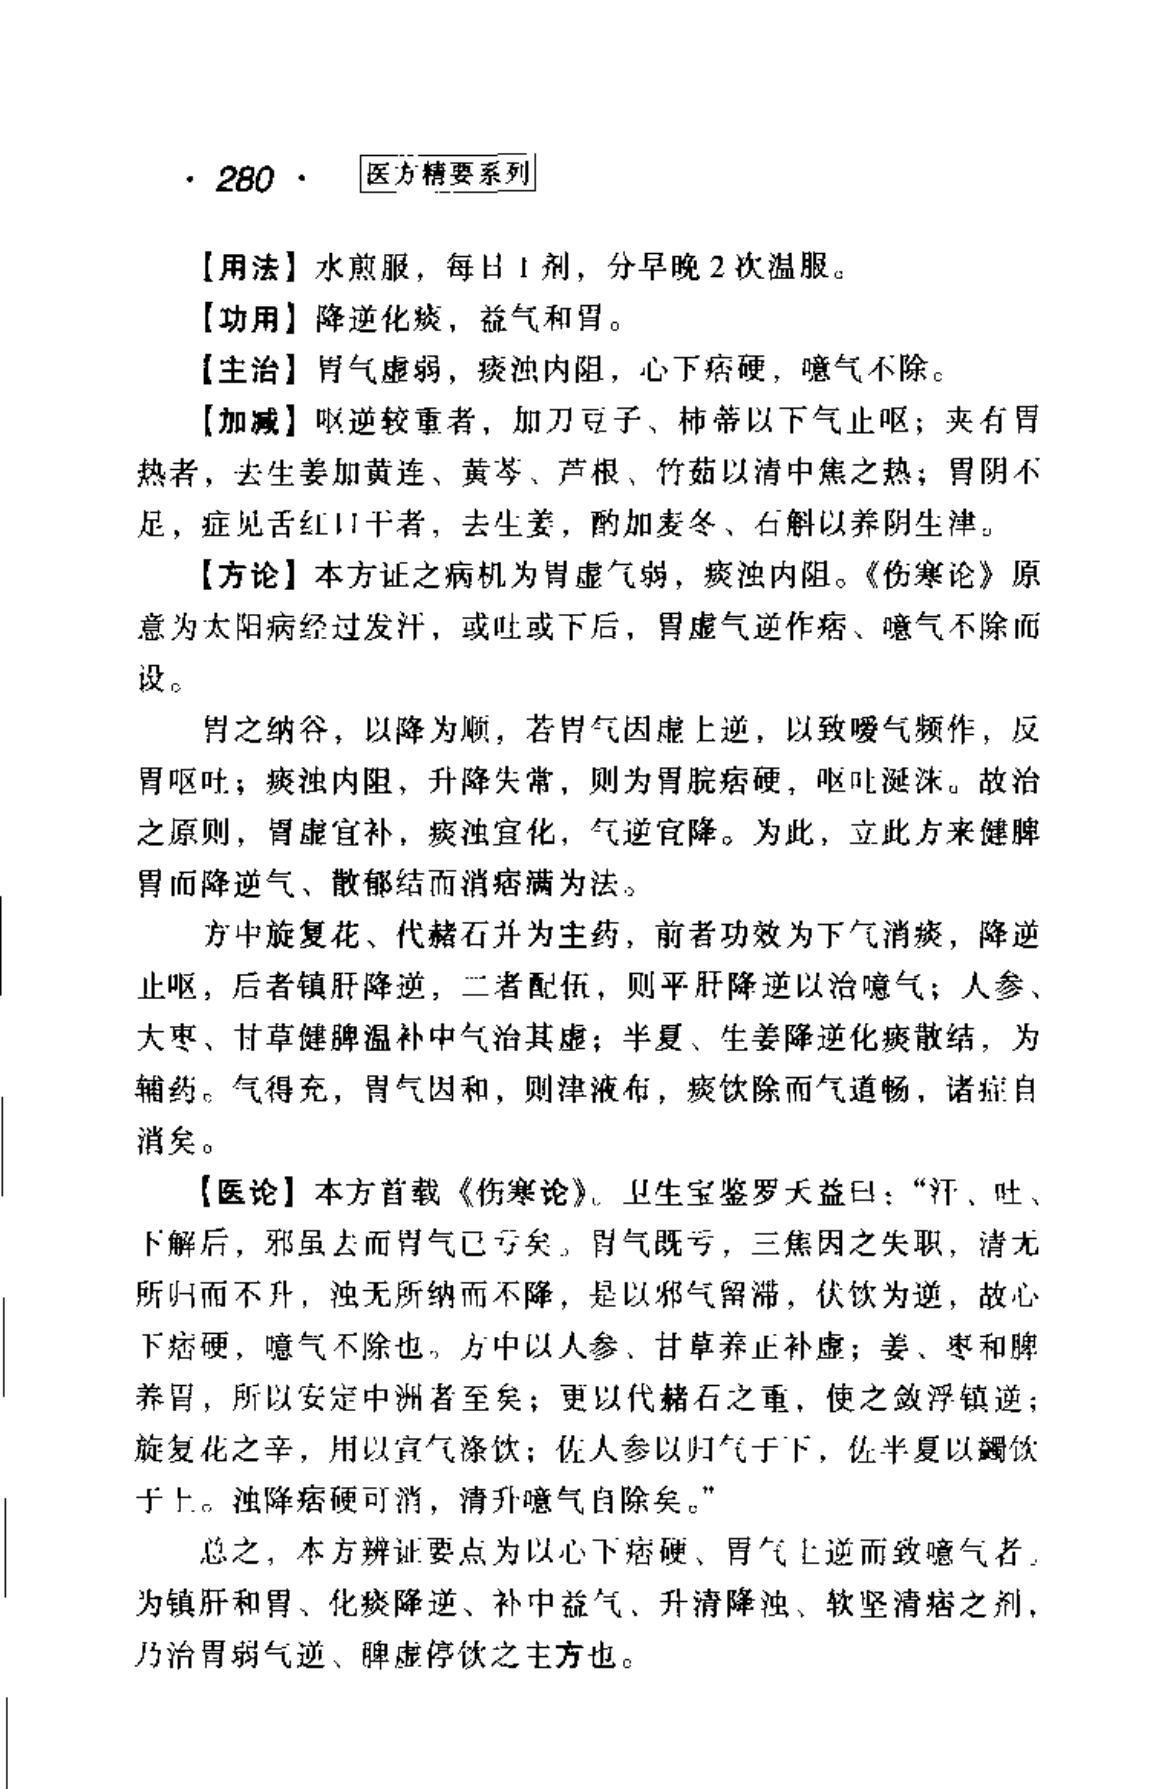 · 280 ·  医方精要系列
【用法】水煎服，每日1剂，分早晚2次温服。
【功用】降逆化痰，益气和胃。
【主治】胃气虚弱，痰浊内阻，心下痞硬，噫气不除。
【加减】呕逆较重者，加刀豆子、柿蒂以下气止呕；夹有胃
热者，去生姜加黄连、黄芩、芦根、竹茹以清中焦之热；胃阴不
足，症见舌红口干者，去生姜，酌加麦冬、石斛以养阴生津。
【方论】本方证之病机为胃虚气弱，痰浊内阻。《伤寒论》原
意为太阳病经过发汗，或吐或下后，胃虚气逆作痞、噫气不除而
设。
胃之纳谷，以降为顺，若胃气因虚上逆，以致嗳气频作，反
胃呕吐；痰浊内阻，升降失常，则为胃脘痞硬，呕吐涎沫。故治
之原则，胃虚宜补，痰浊宜化，气逆宜降。为此，立此方来健脾
胃而降逆气、散郁结而消痞满为法。
方中旋复花、代赭石并为主药，前者功效为下气消痰，降逆
止呕，后者镇肝降逆，二者配伍，则平肝降逆以治噫气；人参、
大枣、甘草健脾温补中气治其虚；半夏、生姜降逆化痰散结，为
辅药。气得充，胃气因和，则津液布，痰饮除而气道畅，诸症自
消矣。
【医论】本方首载《伤寒论》。卫生宝鉴罗天益曰：“汗、吐、
下解后，邪虽去而胃气已亏矣。胃气既亏，三焦因之失职，清无
所归而不升，浊无所纳而不降，是以邪气留滞，伏饮为逆，故心
下痞硬，噫气不除也。方中以人参、甘草养正补虚；姜、枣和脾
养胃，所以安定中洲者至矣；更以代赭石之重，使之敛浮镇逆；
旋复花之辛，用以宣气涤饮；佐人参以归气于下，佐半夏以蠲饮
于上。浊降痞硬可消，清升噫气自除矣。”
总之，本方辨证要点为以心下痞硬、胃气上逆而致噫气者。
为镇肝和胃、化痰降逆、补中益气、升清降浊、软坚清痞之剂，
乃治胃弱气逆、脾虚停饮之主方也。